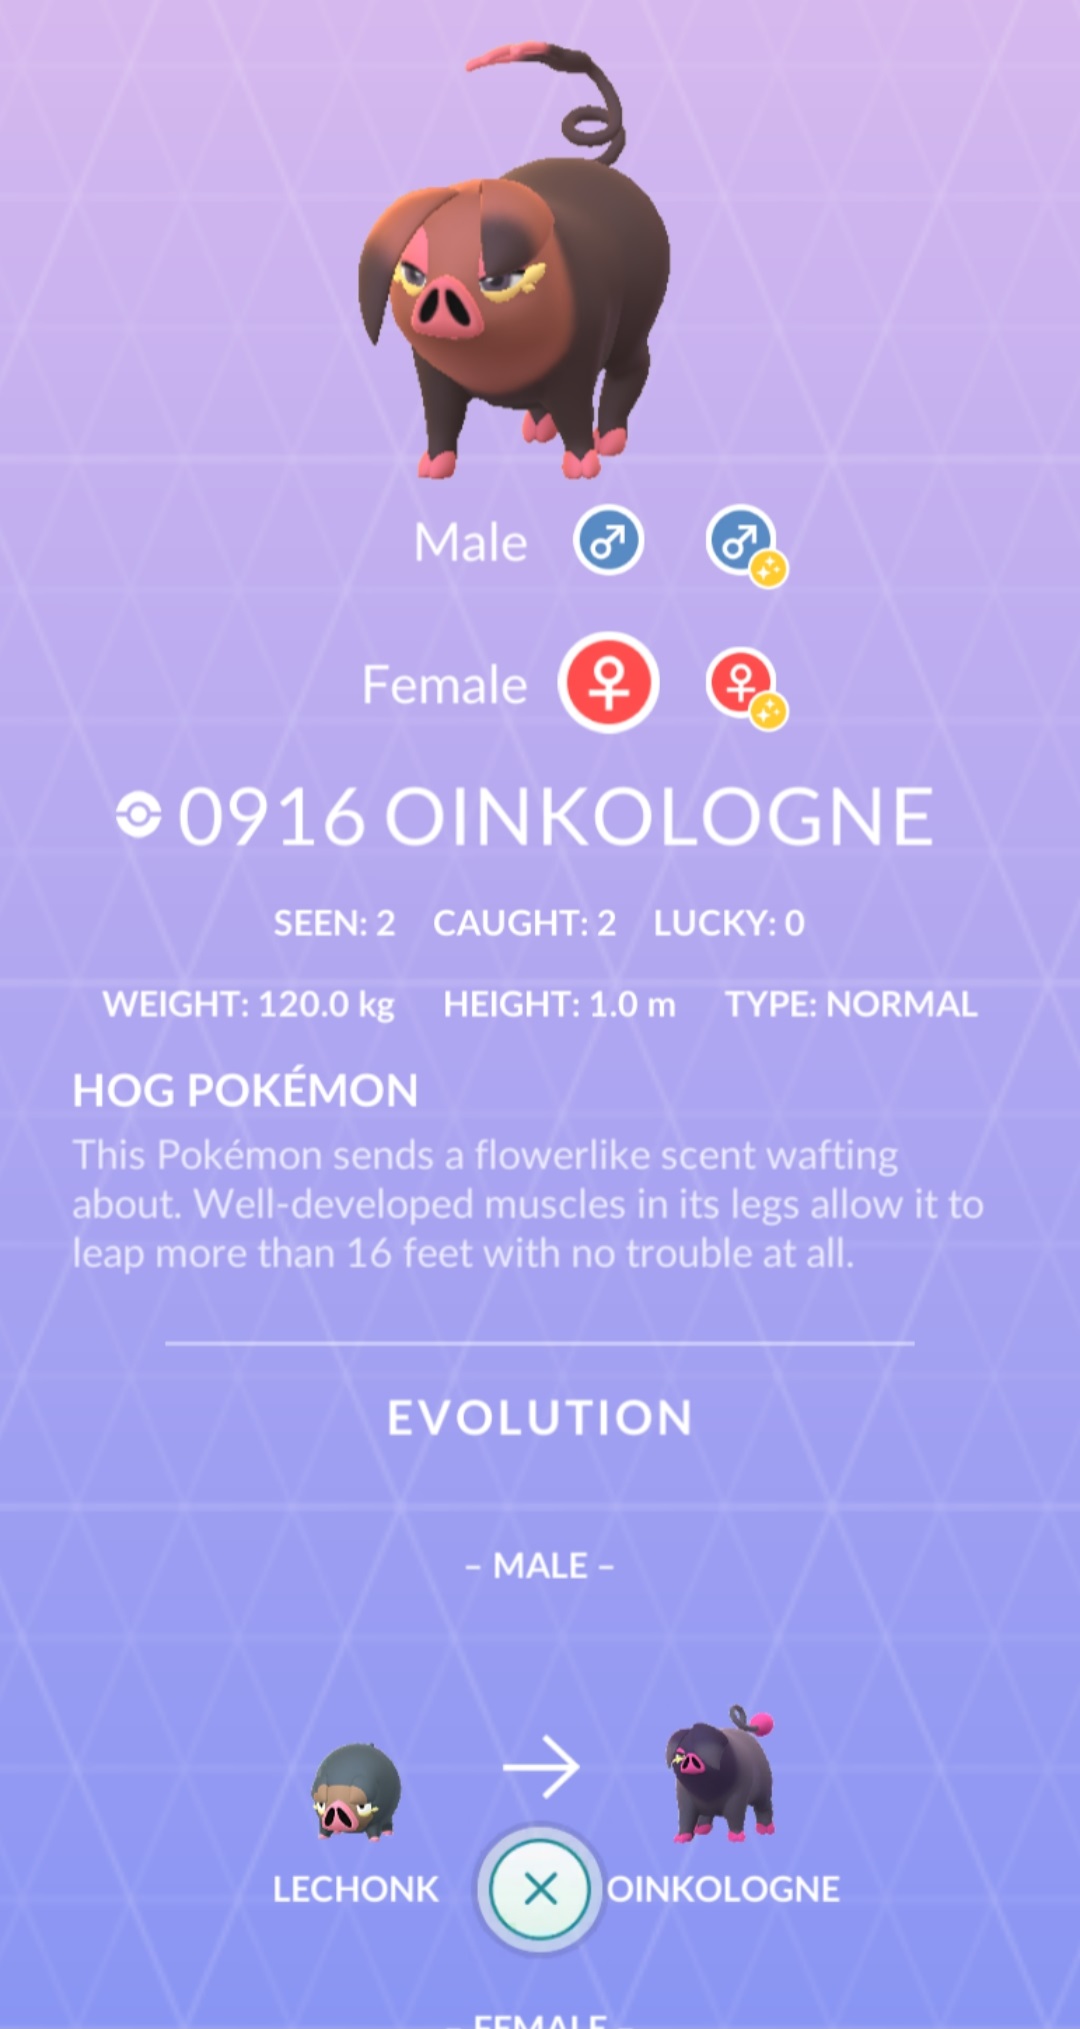 Male
Female
0916 OINKOLOGNE
SEEN: 2 CAUGHT: 2 LUCKY: 0
WEIGHT: 120.0 kg HEIGHT: 1.0 m TYPE: NORMAL
HOG POKÉMON
This Pokémon sends a flowerlike scent wafting
about. Well-developed muscles in its legs allow it to
leap more than 16 feet with no trouble at all.
EVOLUTION
– MALE –
LECHONK OINKOLOGNE
– FEMALE –